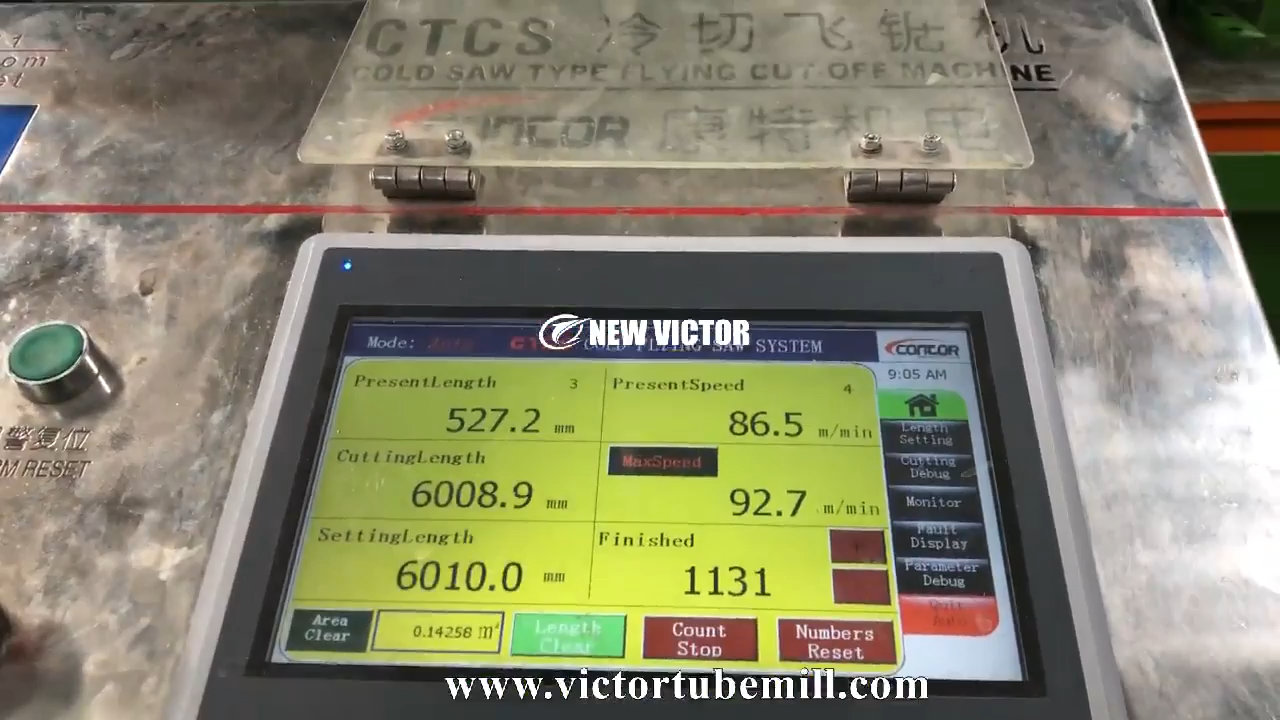 CTCS 冷切飞锯机
COLD SAW TYPE FLYING CUT OFF MACHINE
CONCOR 康特机电
NEW VICTOR
Mode: Auto
COLD FLYING SAW SYSTEM
CONCOR
9:05 AM
PresentLength 3
527.2 mm
PresentSpeed 4
86.5 m/min
CuttingLength
6008.9 mm
MaxSpeed
92.7 m/min
SettingLength
6010.0 mm
Finished
1131
Area
Clear
0.14258 m²
Length
Clear
Count
Stop
Numbers
Reset
Length
Setting
Cutting
Debug
Monitor
Fault
Display
Parameter
Debug
Quit
Auto
警复位
RM RESET
www.victortubemill.com